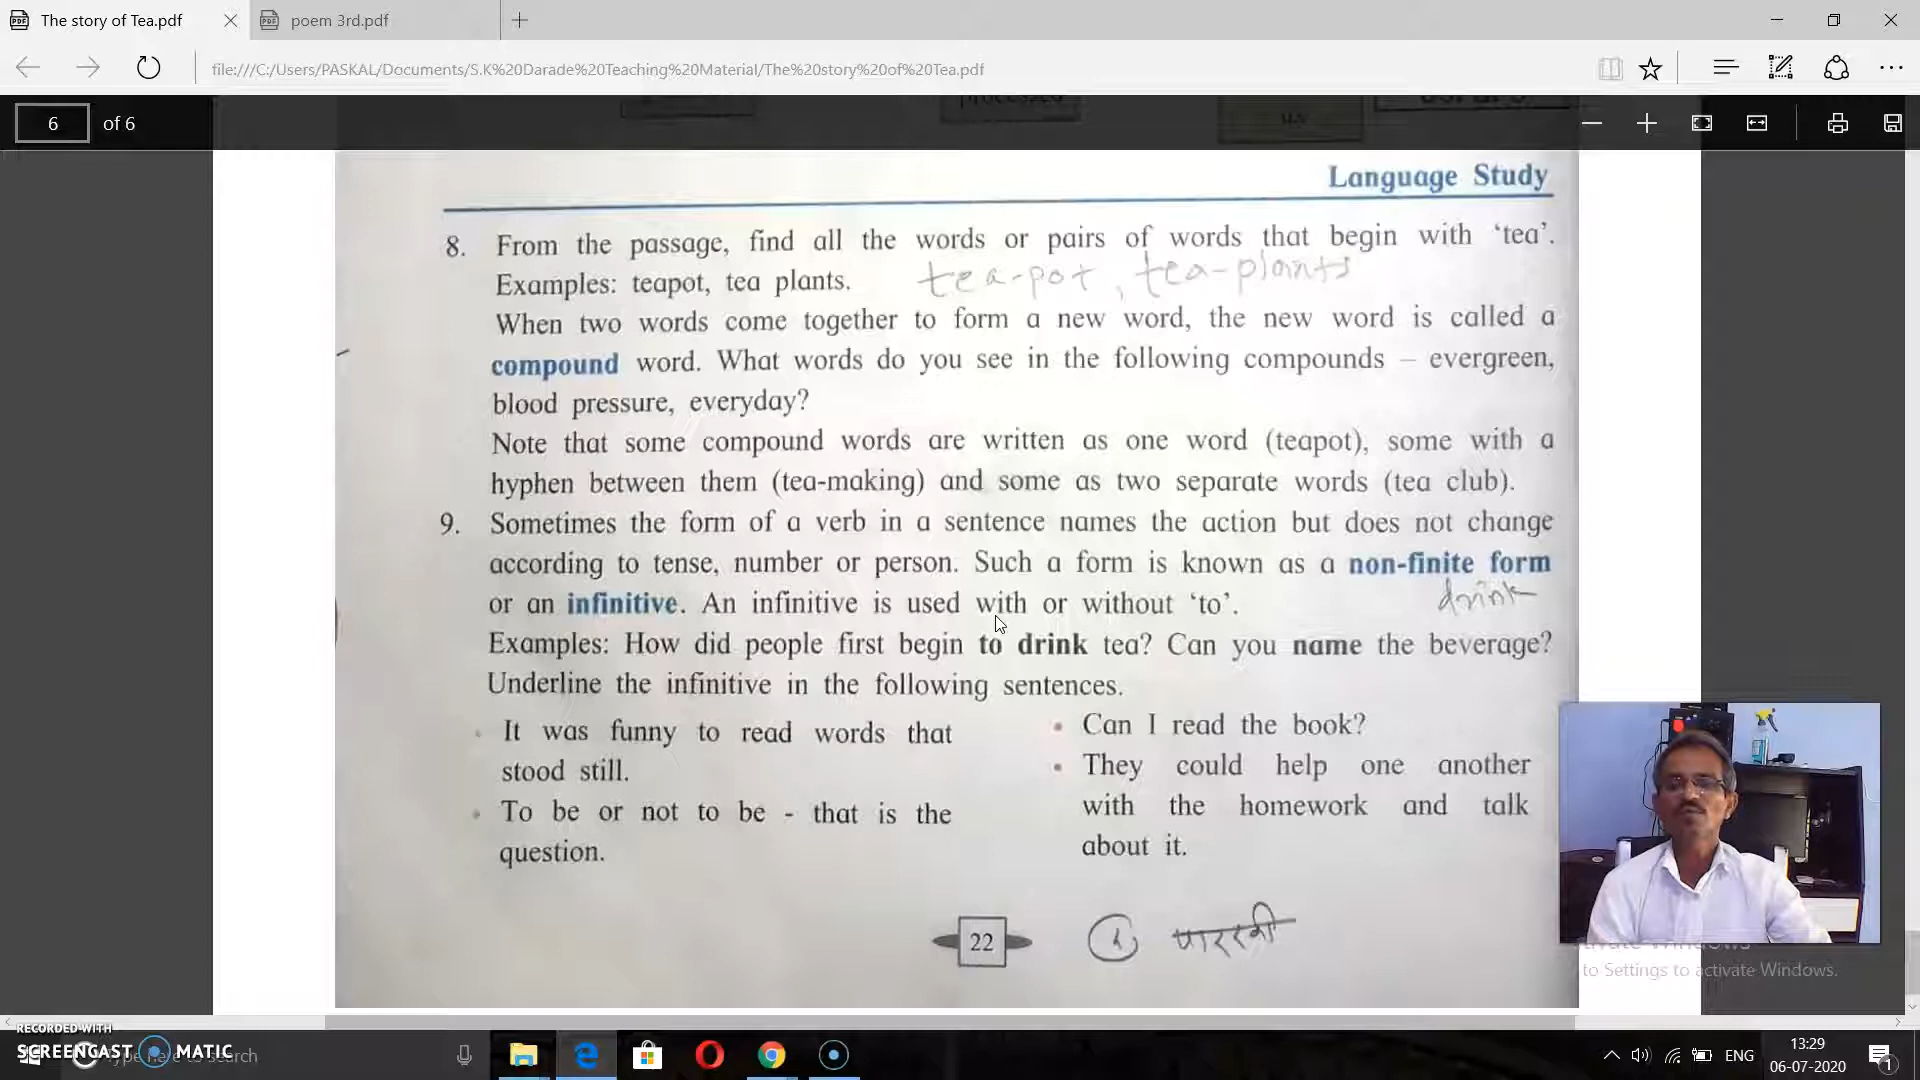 The story of Tea.pdf
poem 3rd.pdf
file:///C:/Users/PASKAL/Documents/S.K%20Darade%20Teaching%20Material/The%20story%20of%20Tea.pdf
6 of 6
processed
Language Study
8. From the passage, find all the words or pairs of words that begin with ‘tea’.
Examples: teapot, tea plants. tea-pot, tea-plants
When two words come together to form a new word, the new word is called a
compound word. What words do you see in the following compounds – evergreen,
blood pressure, everyday?
Note that some compound words are written as one word (teapot), some with a
hyphen between them (tea-making) and some as two separate words (tea club).
9. Sometimes the form of a verb in a sentence names the action but does not change
according to tense, number or person. Such a form is known as a non-finite form
or an infinitive. An infinitive is used with or without ‘to’. drink
Examples: How did people first begin to drink tea? Can you name the beverage?
Underline the infinitive in the following sentences.
• It was funny to read words that
stood still.
• To be or not to be - that is the
question.
• Can I read the book?
• They could help one another
with the homework and talk
about it.
22
to Settings to activate Windows.
RECORDED WITH
SCREENCAST MATIC
Type here to search
ENG
13:29
06-07-2020
1